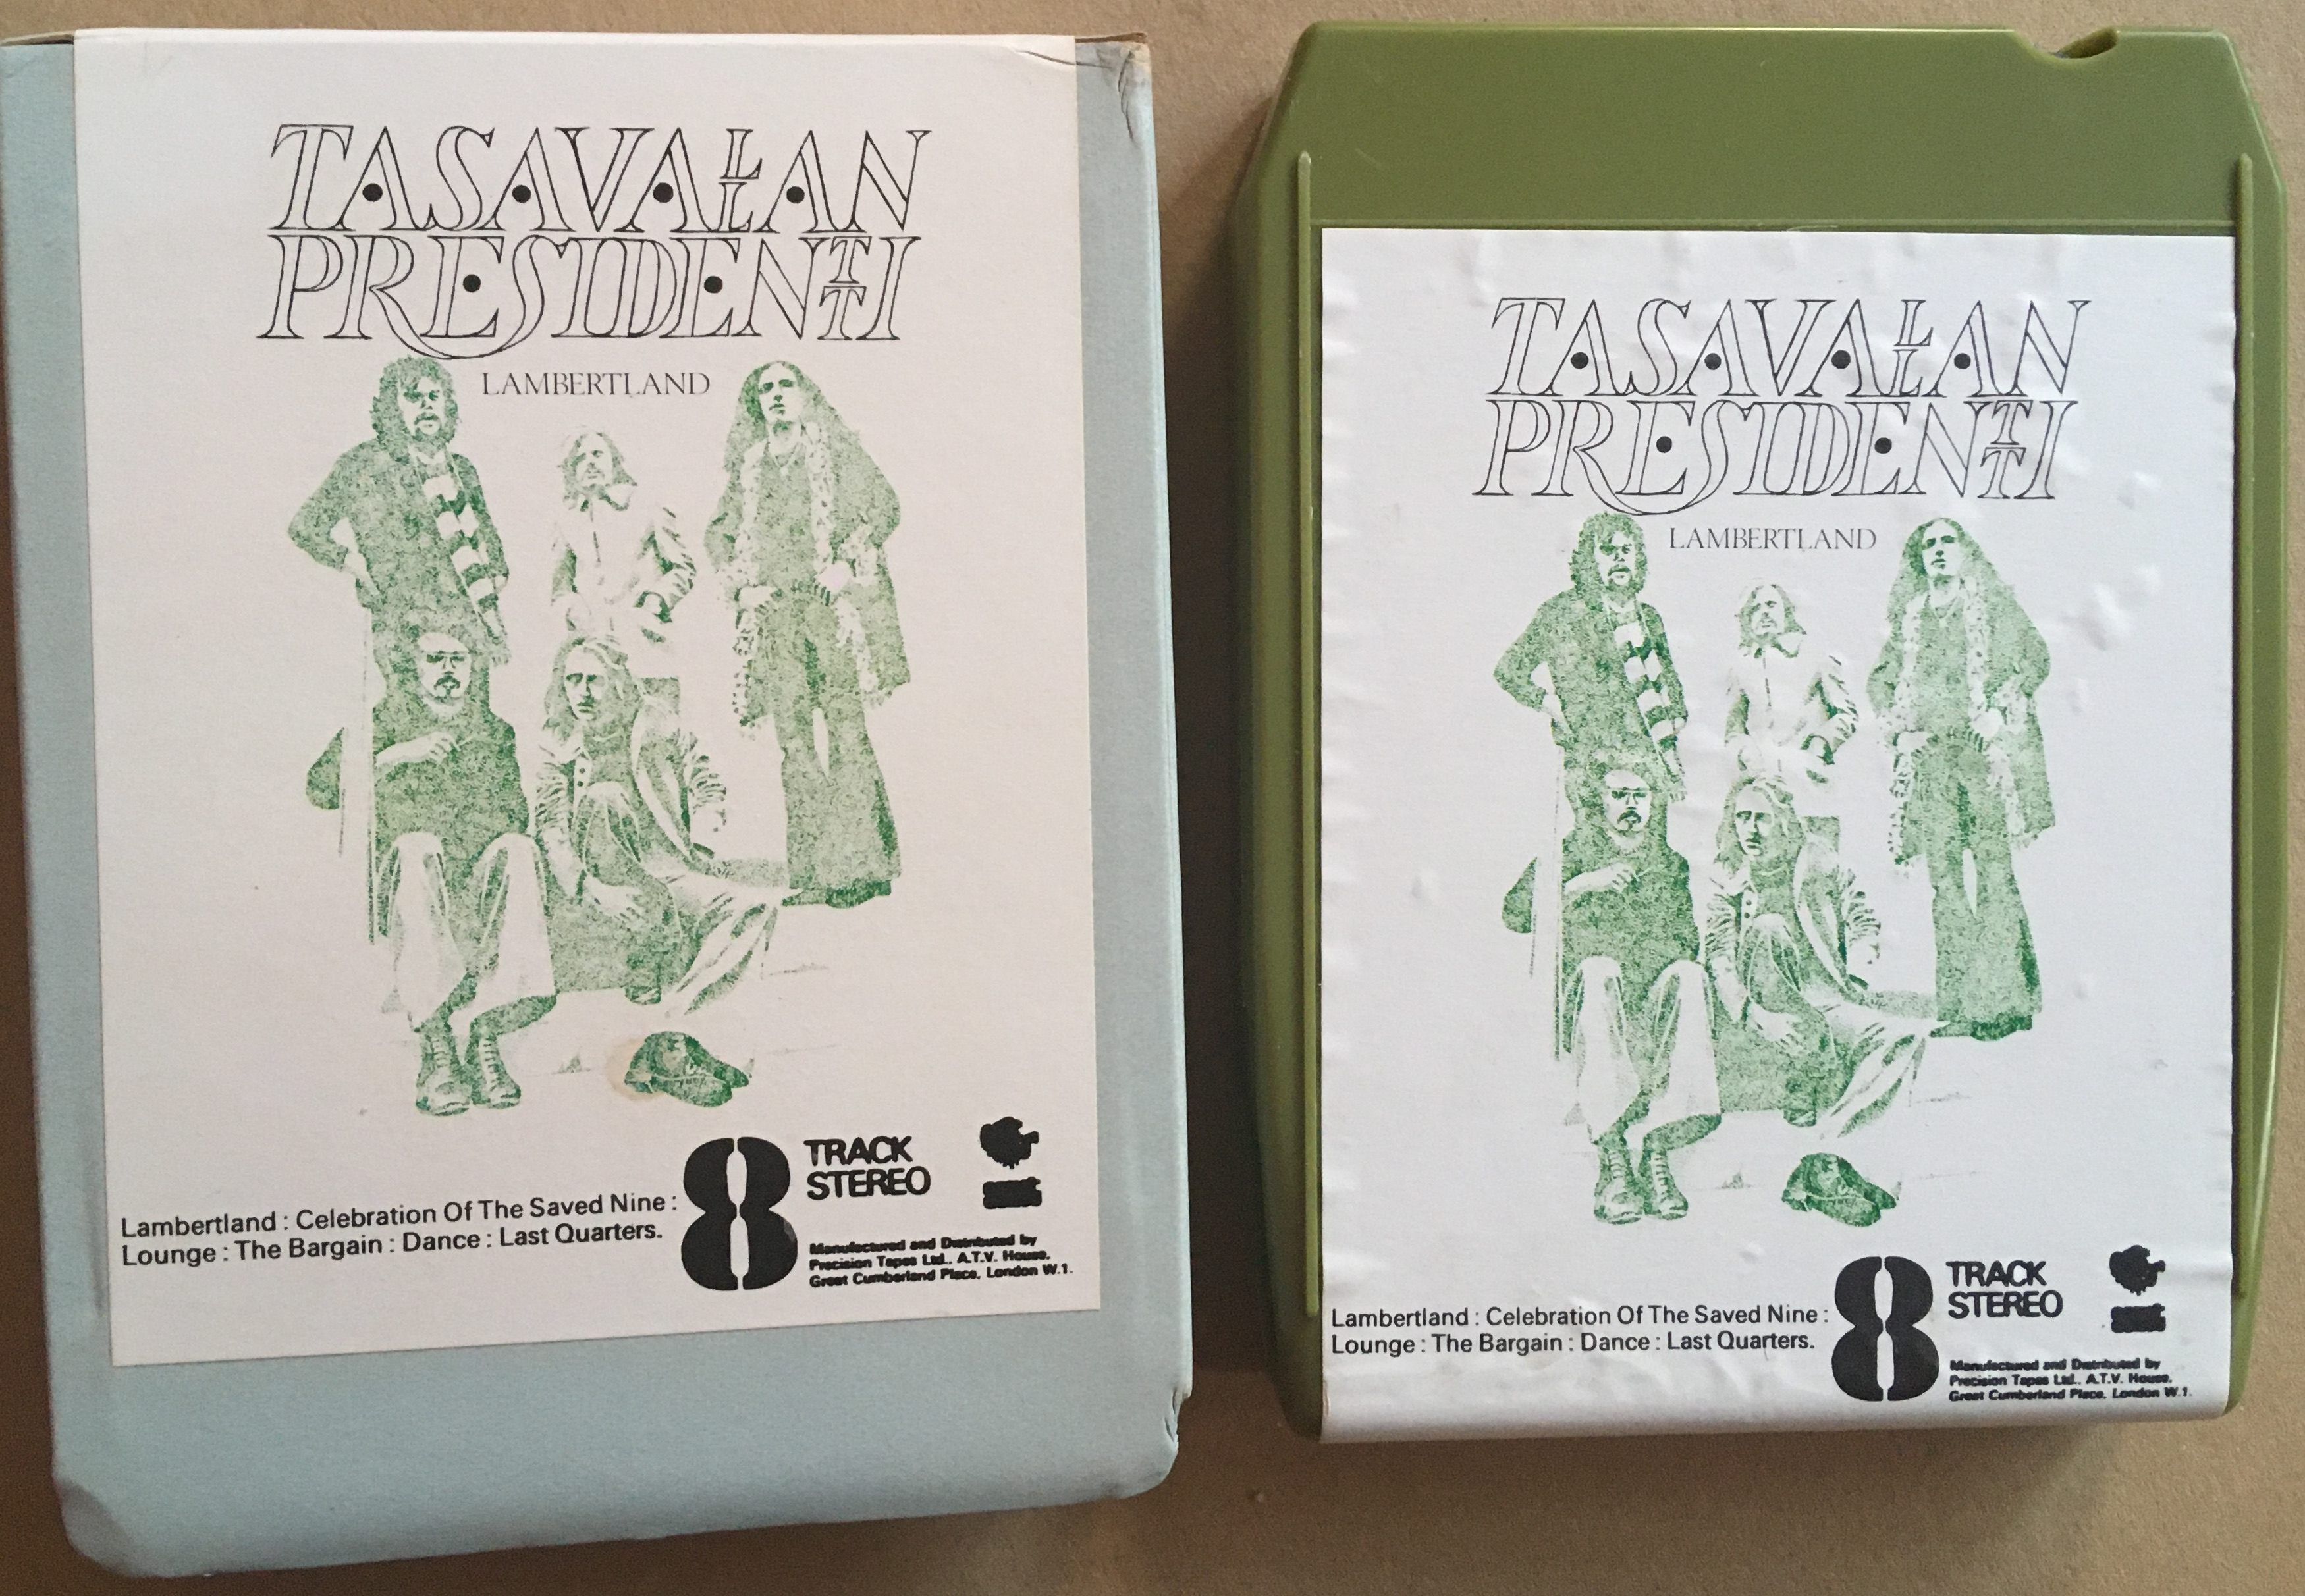 TASAVALLAN
PRESIDENTTI
LAMBERTLAND
Lambertland : Celebration Of The Saved Nine :
Lounge : The Bargain : Dance : Last Quarters.
8
TRACK
STEREO
Manufactured and Distributed by
Precision Tapes Ltd., A.T.V. House,
Great Cumberland Place, London W.1.
TASAVALLAN
PRESIDENTTI
LAMBERTLAND
Lambertland : Celebration Of The Saved Nine :
Lounge : The Bargain : Dance : Last Quarters.
8
TRACK
STEREO
Manufactured and Distributed by
Precision Tapes Ltd., A.T.V. House,
Great Cumberland Place, London W.1.